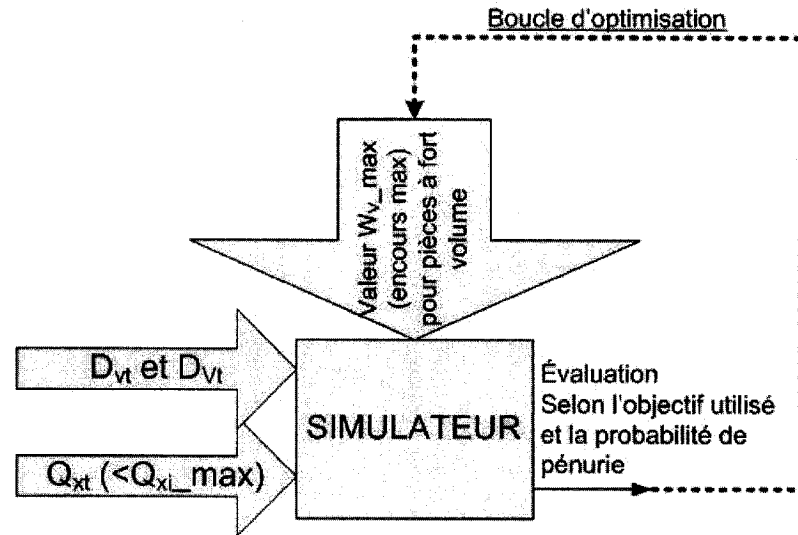 Boucle d'optimisation
Valeur Wv_max
(encours max)
pour pièces à fort
volume
Dvt et DVt
Qxt (<Qxi_max)
SIMULATEUR
Évaluation
Selon l'objectif utilisé
et la probabilité de
pénurie